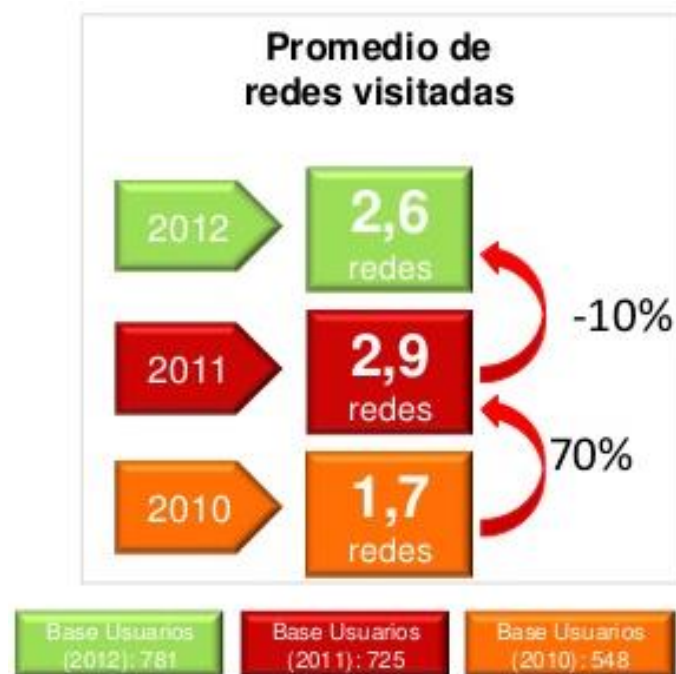 Promedio de
redes visitadas
2012
2,6
redes
-10%
2011
2,9
redes
70%
2010
1,7
redes
Base Usuarios
(2012): 781
Base Usuarios
(2011): 725
Base Usuarios
(2010): 548